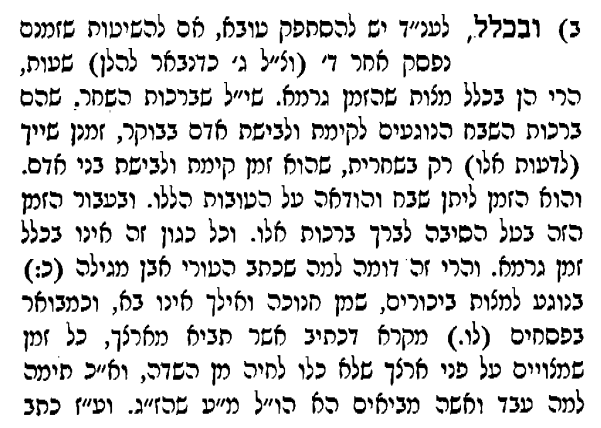 ב) ובכלל, לענ״ד יש להסתפק טובא, אם להשיטות שזמנם
נפסק אחר ד׳ (וא״ל ג׳ כדנבאר להלן) שעות,
הרי הן בכלל מצות שהזמן גרמא. שי״ל שברכות השחר, שהם
ברכות השבח הנוגעים לקימת ולבישת אדם בבוקר, זמנן שייך
(לדעות אלו) רק בשחרית, שהוא זמן קימת ולבישת בני אדם.
והוא הזמן ליתן שבח והודאה על הטובות הללו. ובעבור הזמן
הזה בטל הסיבה לברך ברכות אלו. וכל כגון זה אינו בכלל
זמן גרמא. והרי זה דומה למה שכתב הטורי אבן מגילה (כ:)
בנוגע למצות ביכורים, שמן חנוכה ואילך אינו בא, וכמבואר
בפסחים (לו.) מקרא דכתיב אשר תביא מארצך, כל זמן
שמצויים על פני ארצך שלא כלו לחיה מן השדה, וא״כ תימה
למה עבד ואשה מביאים הא הו״ל מ״ע שהז״ג. וע״ז כתב